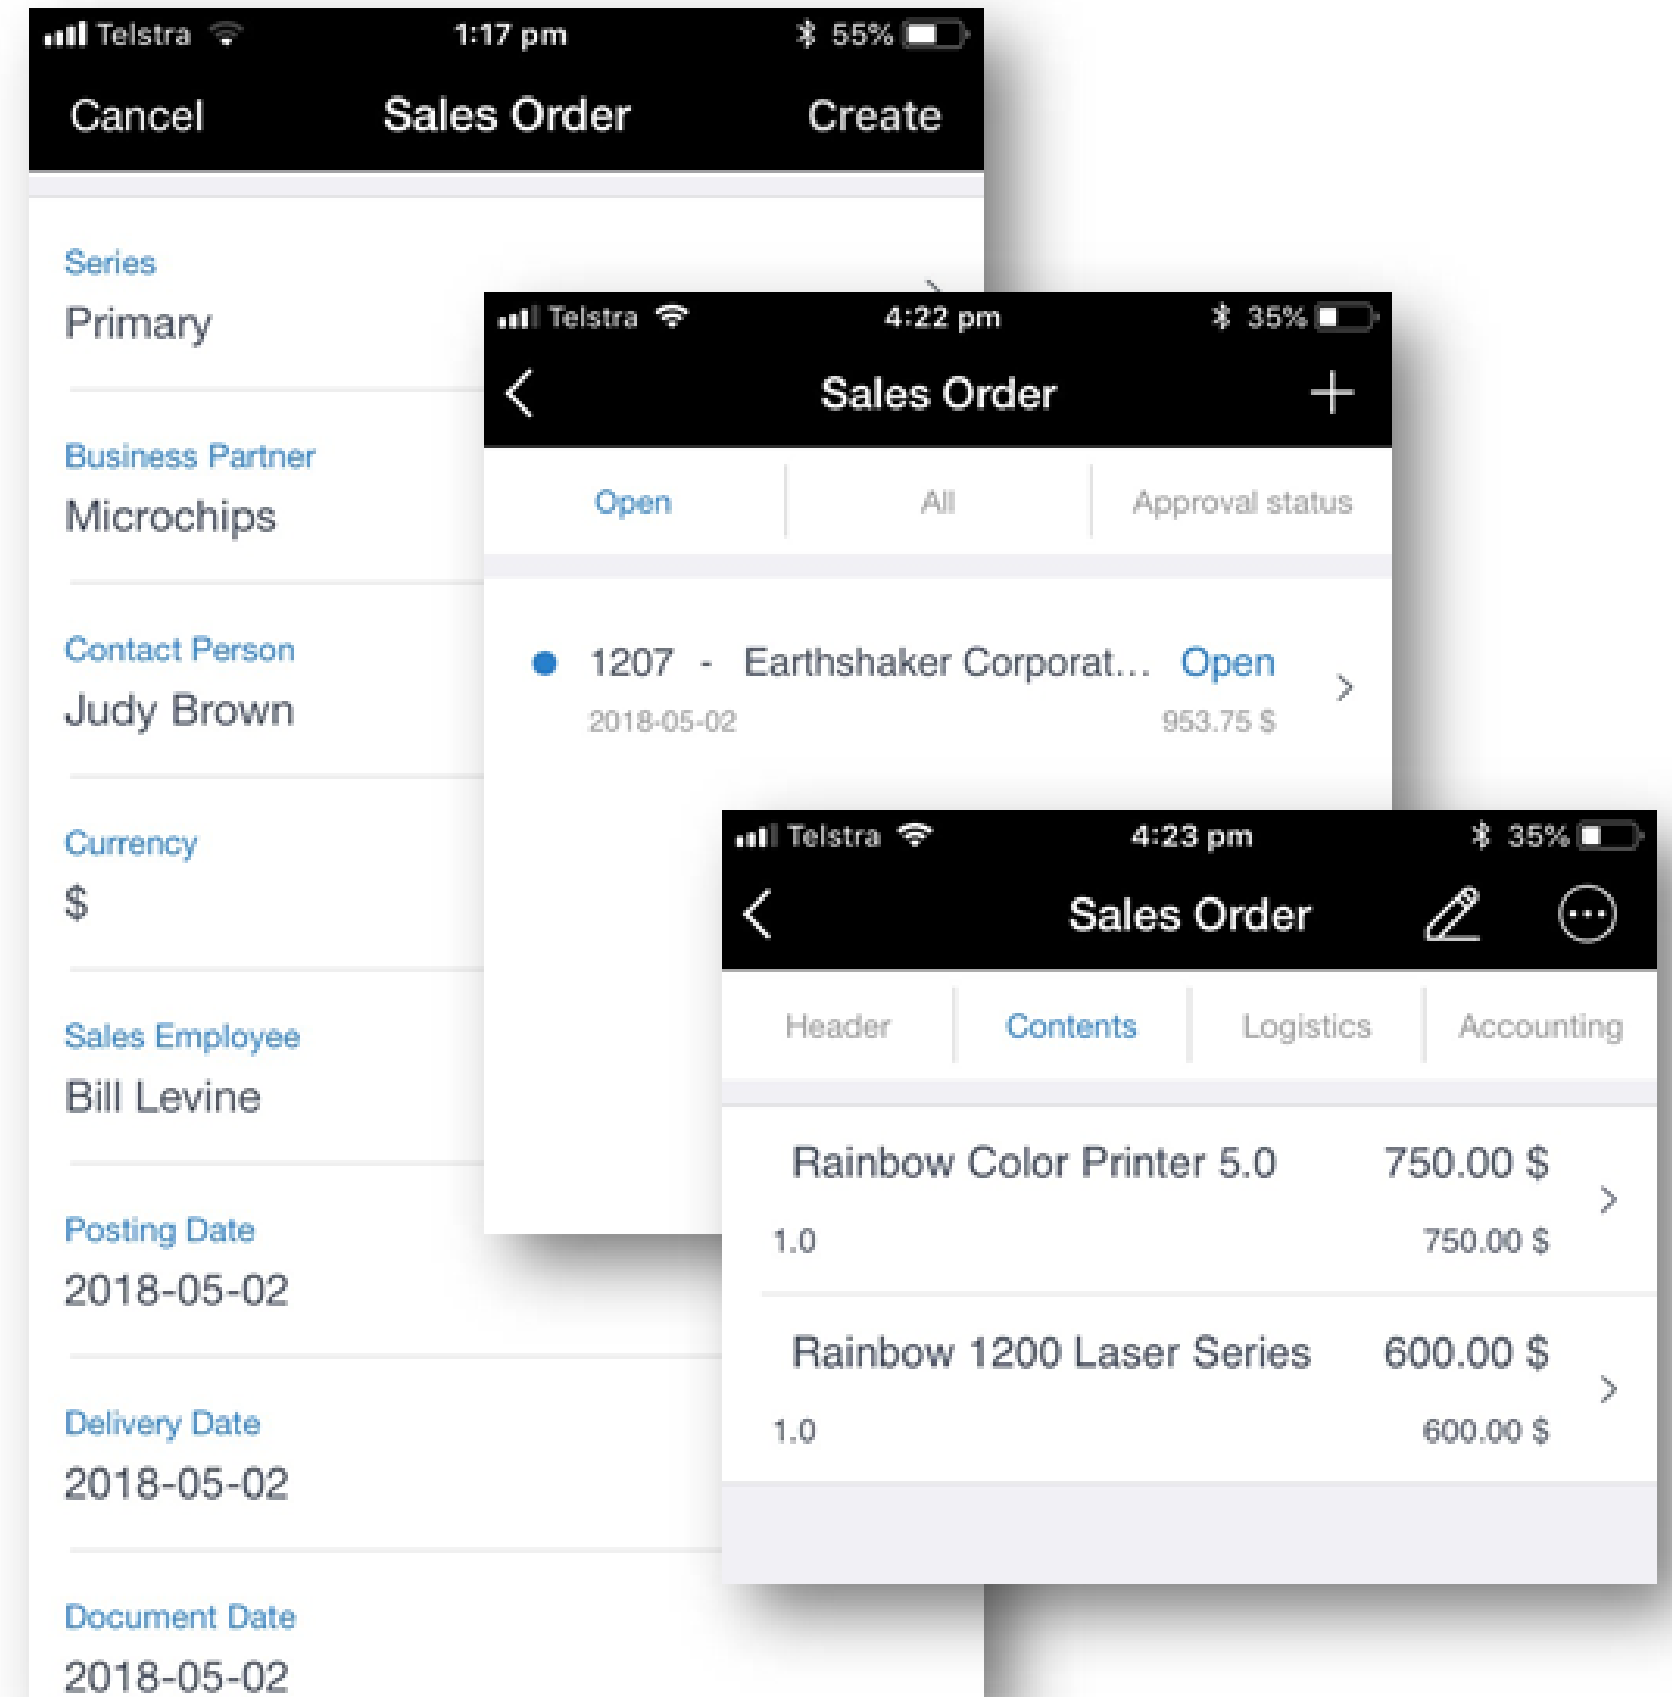 Telstra 1:17 pm 55%
Cancel Sales Order Create
Series
Primary
Business Partner
Microchips
Contact Person
Judy Brown
Currency
$
Sales Employee
Bill Levine
Posting Date
2018-05-02
Delivery Date
2018-05-02
Document Date
2018-05-02
Telstra 4:22 pm 35%
Sales Order
Open All Approval status
1207 - Earthshaker Corporat... Open
2018-05-02 953.75 $
Telstra 4:23 pm 35%
Sales Order
Header Contents Logistics Accounting
Rainbow Color Printer 5.0 750.00 $
1.0 750.00 $
Rainbow 1200 Laser Series 600.00 $
1.0 600.00 $